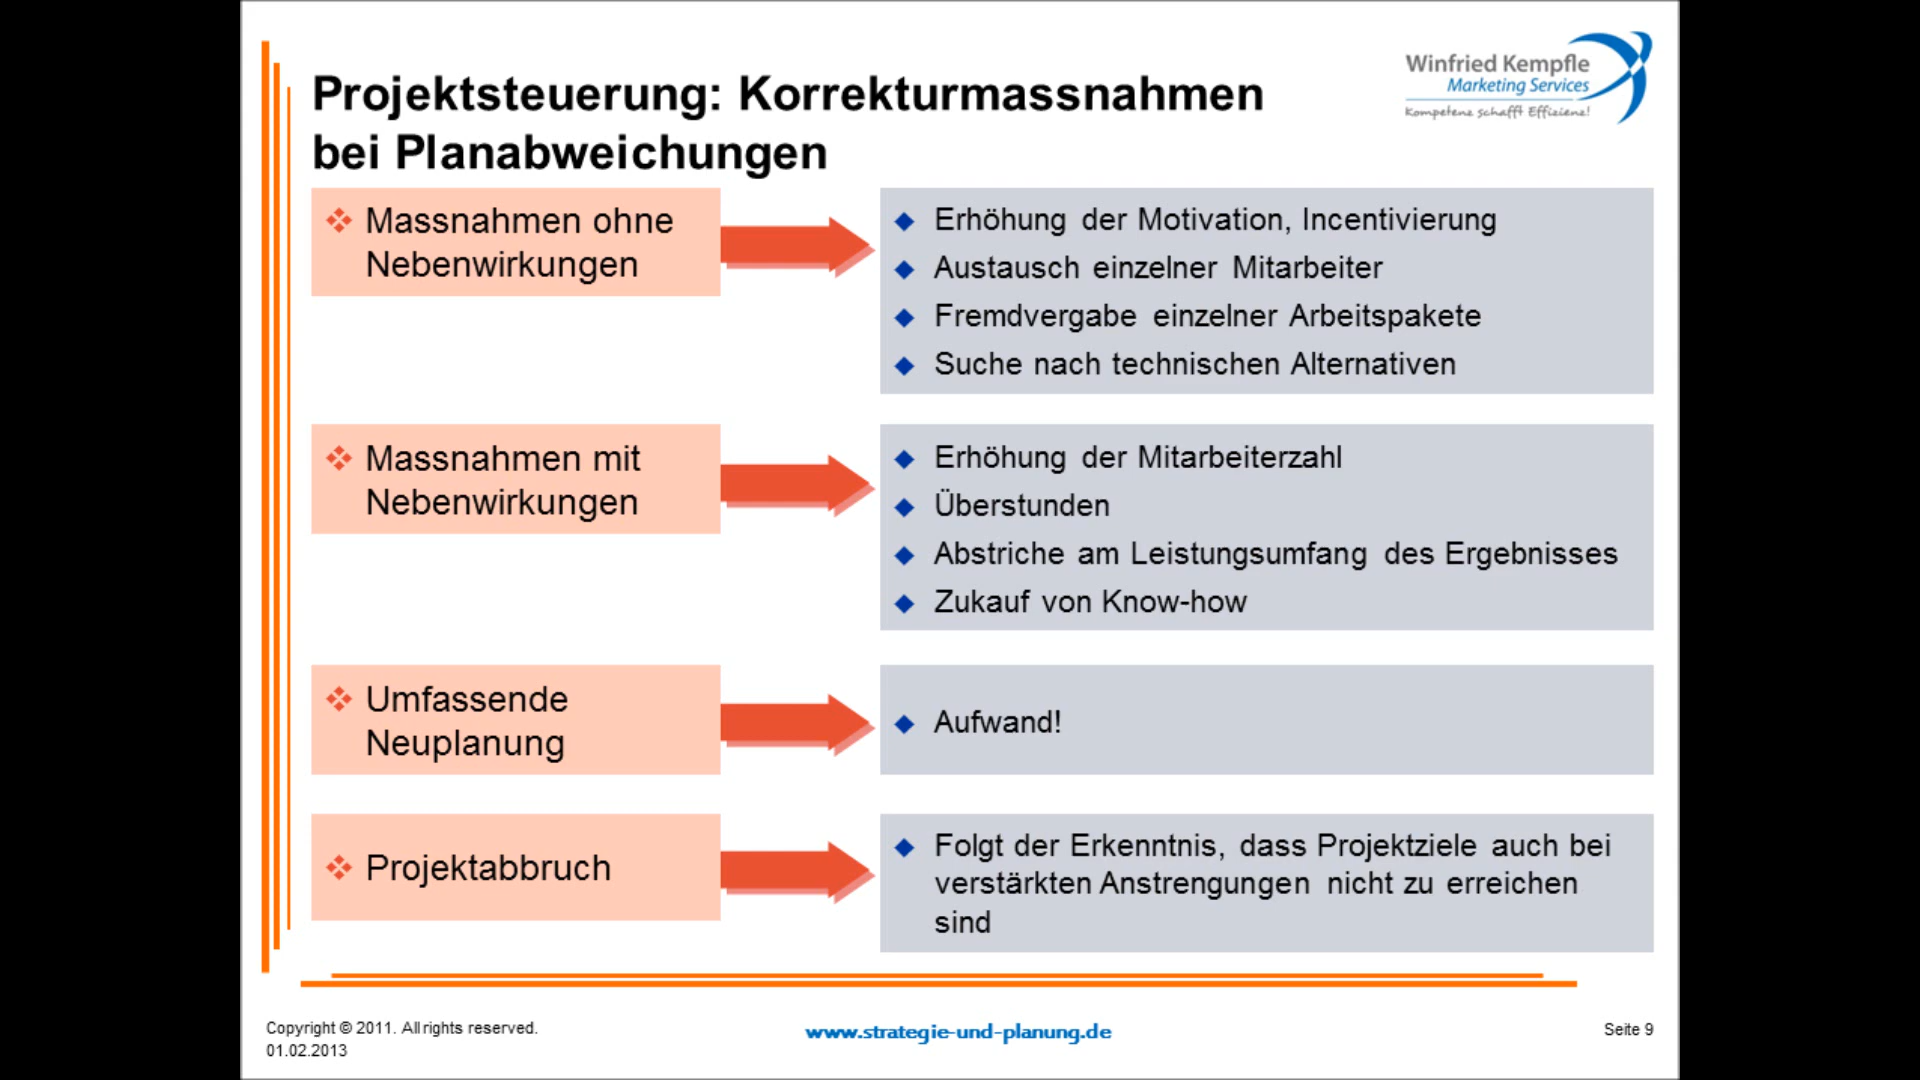 Projektsteuerung: Korrekturmassnahmen
bei Planabweichungen
Winfried Kempfle
Marketing Services
Kompetenz schafft Effizienz!
Massnahmen ohne
Nebenwirkungen
Erhöhung der Motivation, Incentivierung
Austausch einzelner Mitarbeiter
Fremdvergabe einzelner Arbeitspakete
Suche nach technischen Alternativen
Massnahmen mit
Nebenwirkungen
Erhöhung der Mitarbeiterzahl
Überstunden
Abstriche am Leistungsumfang des Ergebnisses
Zukauf von Know-how
Umfassende
Neuplanung
Aufwand!
Projektabbruch
Folgt der Erkenntnis, dass Projektziele auch bei
verstärkten Anstrengungen nicht zu erreichen
sind
Copyright © 2011. All rights reserved.
01.02.2013
www.strategie-und-planung.de
Seite 9